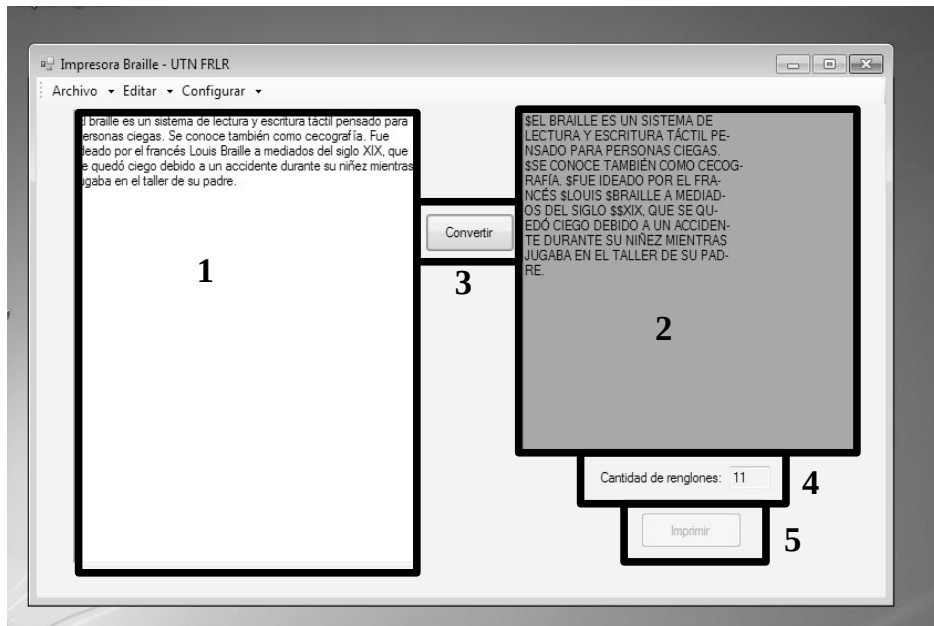 Impresora Braille - UTN FRLR
Archivo Editar Configurar
l braille es un sistema de lectura y escritura táctil pensado para
ersonas ciegas. Se conoce también como cecografía. Fue
deado por el francés Louis Braille a mediados del siglo XIX, que
e quedó ciego debido a un accidente durante su niñez mientras
ugaba en el taller de su padre.
1
Convertir
3
$EL BRAILLE ES UN SISTEMA DE
LECTURA Y ESCRITURA TÁCTIL PE-
NSADO PARA PERSONAS CIEGAS.
$SE CONOCE TAMBIÉN COMO CECOG-
RAFÍA. $FUE IDEADO POR EL FRA-
NCÉS $LOUIS $BRAILLE A MEDIAD-
OS DEL SIGLO $$XIX, QUE SE QU-
EDÓ CIEGO DEBIDO A UN ACCIDEN-
TE DURANTE SU NIÑEZ MIENTRAS
JUGABA EN EL TALLER DE SU PAD-
RE.
2
Cantidad de renglones: 11
4
Imprimir
5